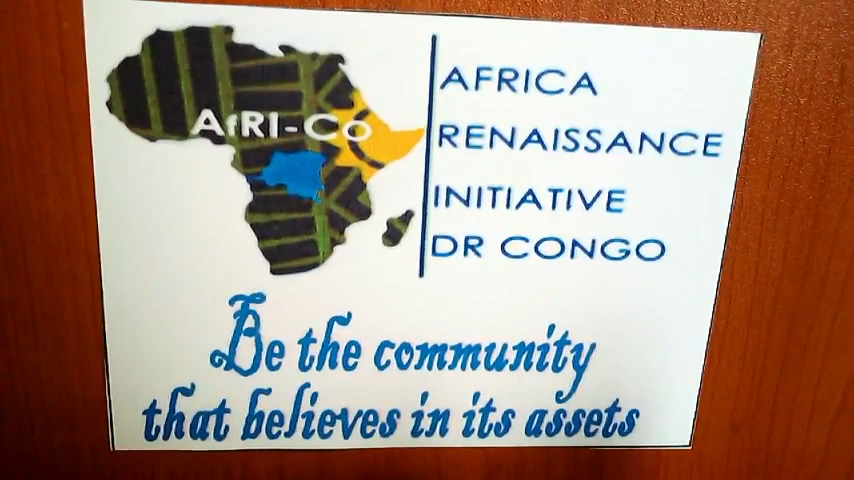 AfRI-Co
AFRICA
RENAISSANCE
INITIATIVE
DR CONGO
Be the community
that believes in its assets